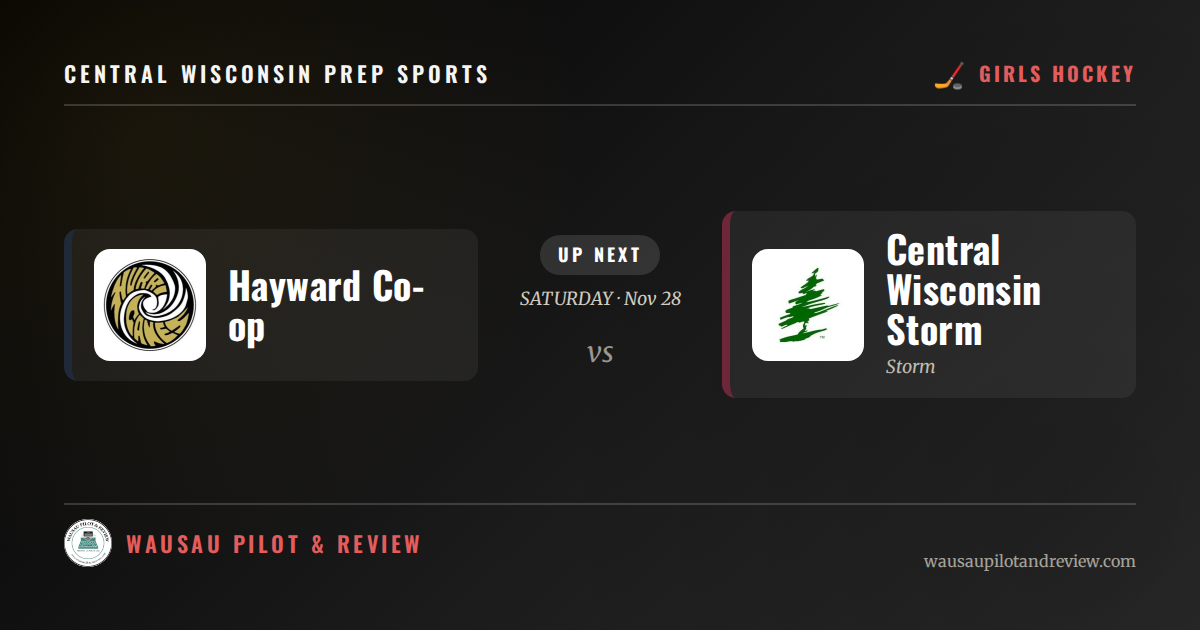 CENTRAL WISCONSIN PREP SPORTS
GIRLS HOCKEY
Hayward Co-
op
UP NEXT
SATURDAY · Nov 28
vs
Central
Wisconsin
Storm
Storm
WAUSAU PILOT & REVIEW
wausaupilotandreview.com